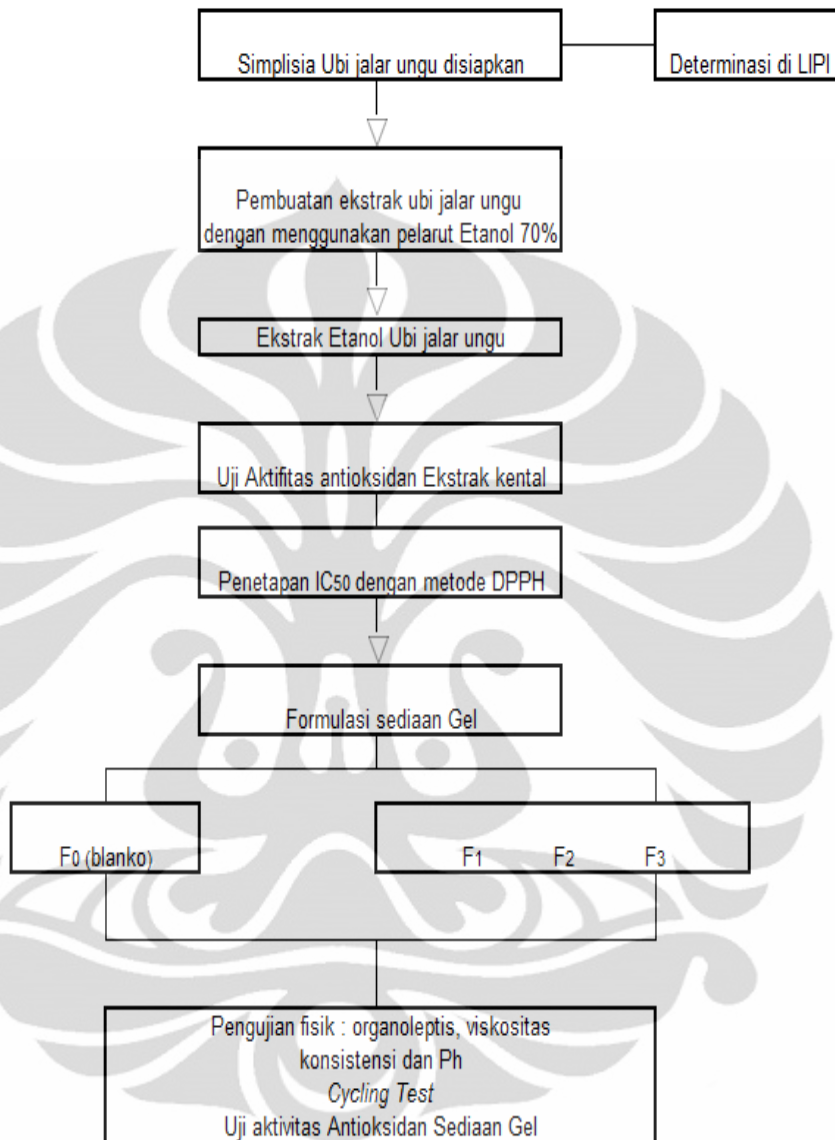 Simplisia Ubi jalar ungu disiapkan
Determinasi di LIPI
Pembuatan ekstrak ubi jalar ungu
dengan menggunakan pelarut Etanol 70%
Ekstrak Etanol Ubi jalar ungu
Uji Aktifitas antioksidan Ekstrak kental
Penetapan IC50 dengan metode DPPH
Formulasi sediaan Gel
F0 (blanko)
F1 F2 F3
Pengujian fisik : organoleptis, viskositas
konsistensi dan Ph
Cycling Test
Uji aktivitas Antioksidan Sediaan Gel